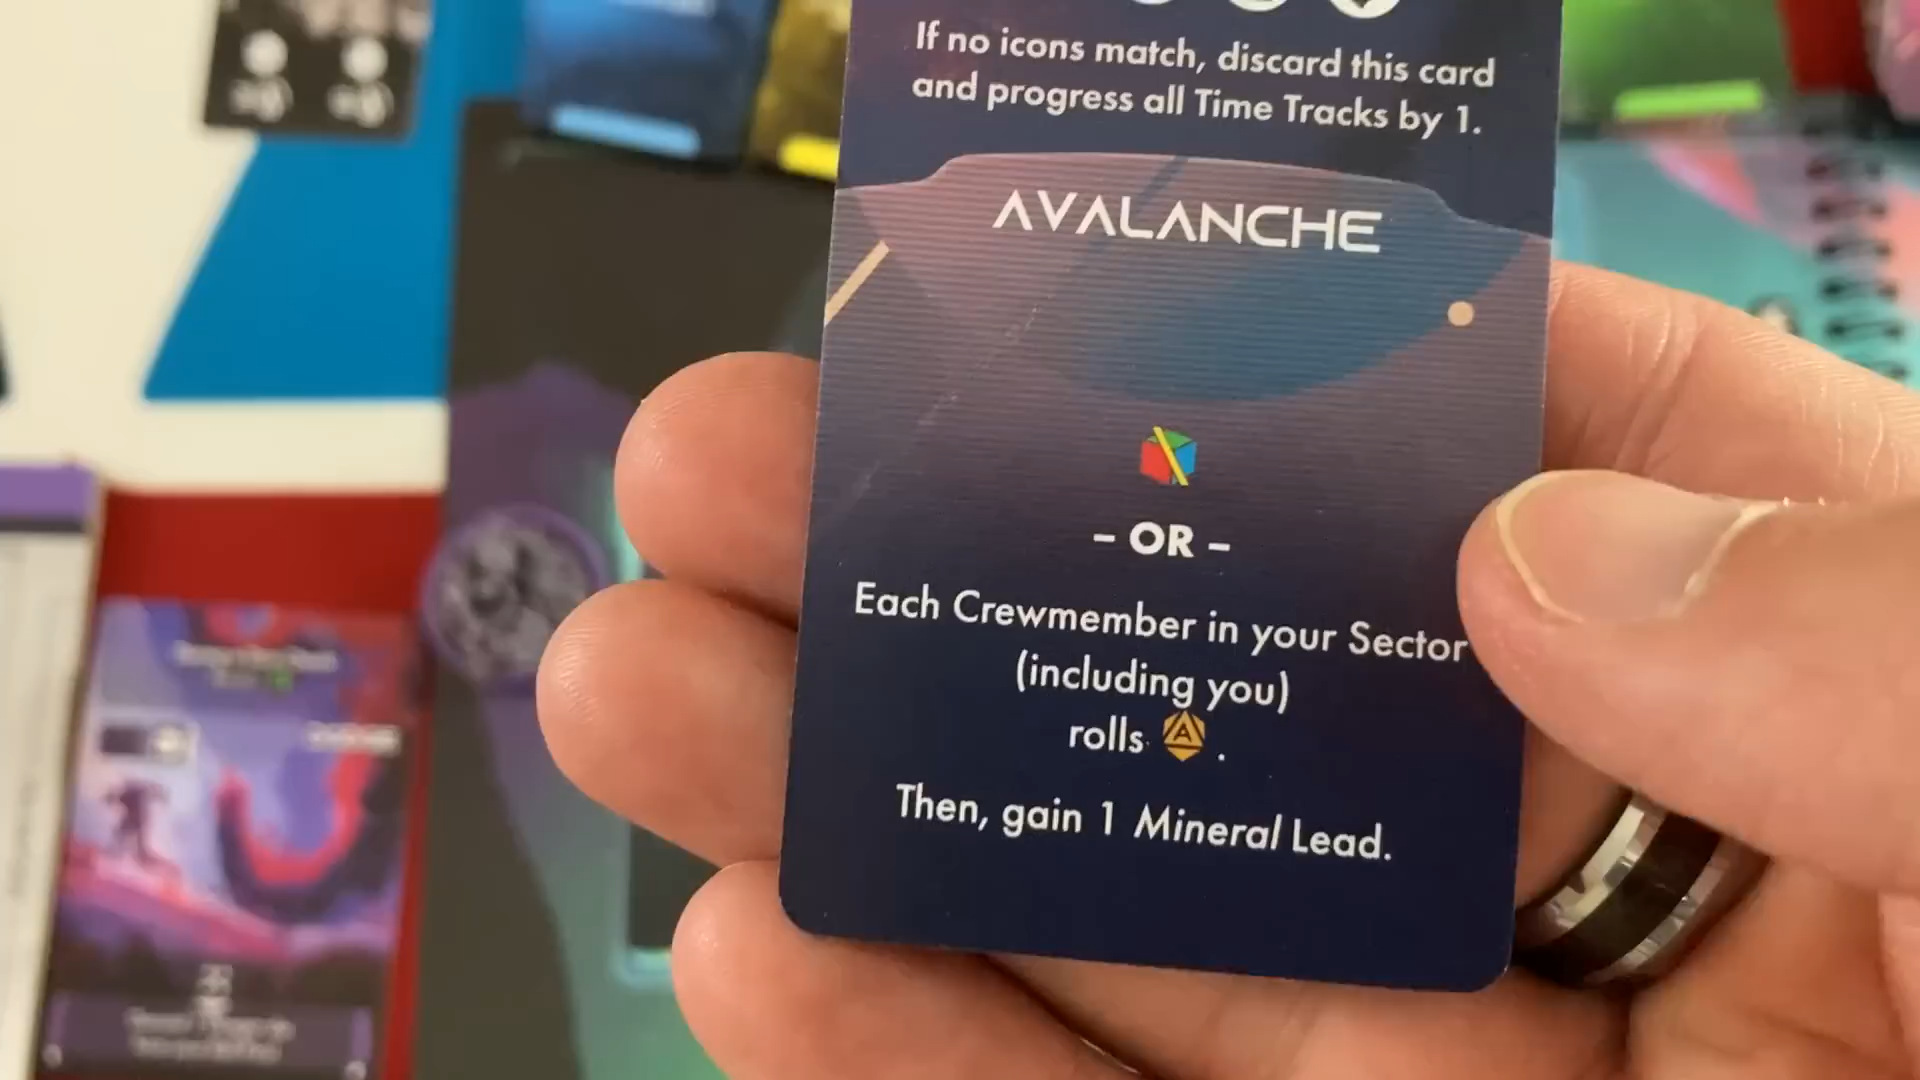 If no icons match, discard this card
and progress all Time Tracks by 1.
AVALANCHE
– OR –
Each Crewmember in your Sector
(including you)
rolls A .
Then, gain 1 Mineral Lead.